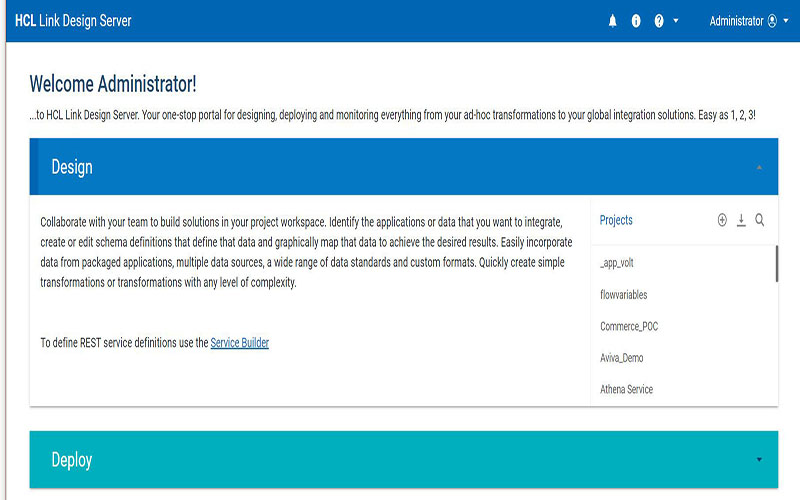 HCL Link Design Server
Administrator
Welcome Administrator!
...to HCL Link Design Server. Your one-stop portal for designing, deploying and monitoring everything from your ad-hoc transformations to your global integration solutions. Easy as 1, 2, 3!
Design
Collaborate with your team to build solutions in your project workspace. Identify the applications or data that you want to integrate,
create or edit schema definitions that define that data and graphically map that data to achieve the desired results. Easily incorporate
data from packaged applications, multiple data sources, a wide range of data standards and custom formats. Quickly create simple
transformations or transformations with any level of complexity.
To define REST service definitions use the Service Builder
Projects
_app_volt
flowvariables
Commerce_POC
Aviva_Demo
Athena Service
Deploy